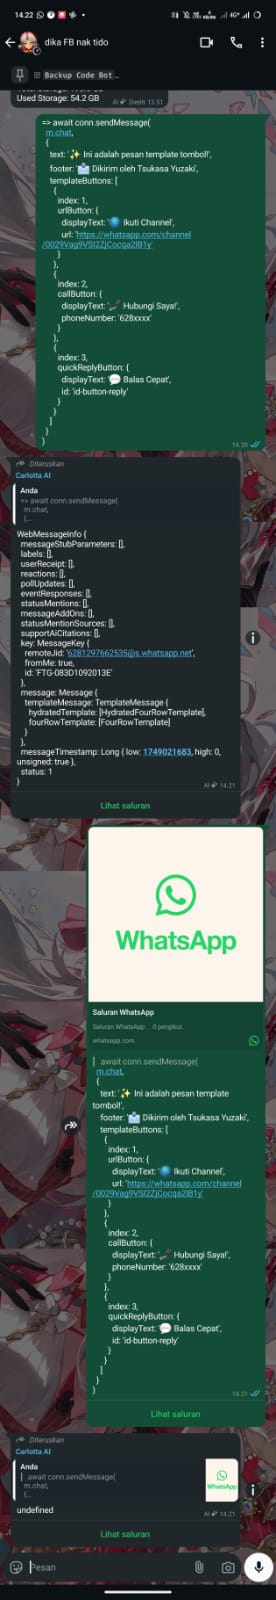 14.22
4G+
dika FB nak tido
Backup Code Bot...
Used Storage: 54.2 GB
AI Diedit 13.51
=> await conn.sendMessage(
m.chat,
{
text: '✨ Ini adalah pesan template tombol!',
footer: '📩 Dikirim oleh Tsukasa Yuzaki',
templateButtons: [
{
index: 1,
urlButton: {
displayText: '🌐 Ikuti Channel',
url: 'https://whatsapp.com/channel
/0029Vag9VSI2ZjCocqa2lB1y'
}
},
{
index: 2,
callButton: {
displayText: '📞 Hubungi Saya!',
phoneNumber: '628xxxx'
}
},
{
index: 3,
quickReplyButton: {
displayText: '💬 Balas Cepat',
id: 'id-button-reply'
}
}
]
}
)
14.20
Diteruskan
Carlotta AI
Anda
=> await conn.sendMessage(
m.chat,
{...
WebMessageInfo {
messageStubParameters: [],
labels: [],
userReceipt: [],
reactions: [],
pollUpdates: [],
eventResponses: [],
statusMentions: [],
messageAddOns: [],
statusMentionSources: [],
supportAiCitations: [],
key: MessageKey {
remoteJid: '6281297662535@s.whatsapp.net',
fromMe: true,
id: 'FTG-083D1092013E'
},
message: Message {
templateMessage: TemplateMessage {
hydratedTemplate: [HydratedFourRowTemplate],
fourRowTemplate: [FourRowTemplate]
}
},
messageTimestamp: Long { low: 1749021683, high: 0,
unsigned: true },
status: 1
}
AI 14.21
Lihat saluran
WhatsApp
Saluran WhatsApp
Saluran WhatsApp. . 0 pengikut.
whatsapp.com
| await conn.sendMessage(
m.chat,
{
text: '✨ Ini adalah pesan template
tombol!',
footer: '📩 Dikirim oleh Tsukasa Yuzaki',
templateButtons: [
{
index: 1,
urlButton: {
displayText: '🌐 Ikuti Channel',
url: 'https://whatsapp.com/channel
/0029Vag9VSI2ZjCocqa2lB1y'
}
},
{
index: 2,
callButton: {
displayText: '📞 Hubungi Saya!',
phoneNumber: '628xxxx'
}
},
{
index: 3,
quickReplyButton: {
displayText: '💬 Balas Cepat',
id: 'id-button-reply'
}
}
]
}
)
14.21
Lihat saluran
Diteruskan
Carlotta AI
Anda
| await conn.sendMessage(
m.chat,
{...
WhatsApp
undefined
AI 14.21
Lihat saluran
Pesan